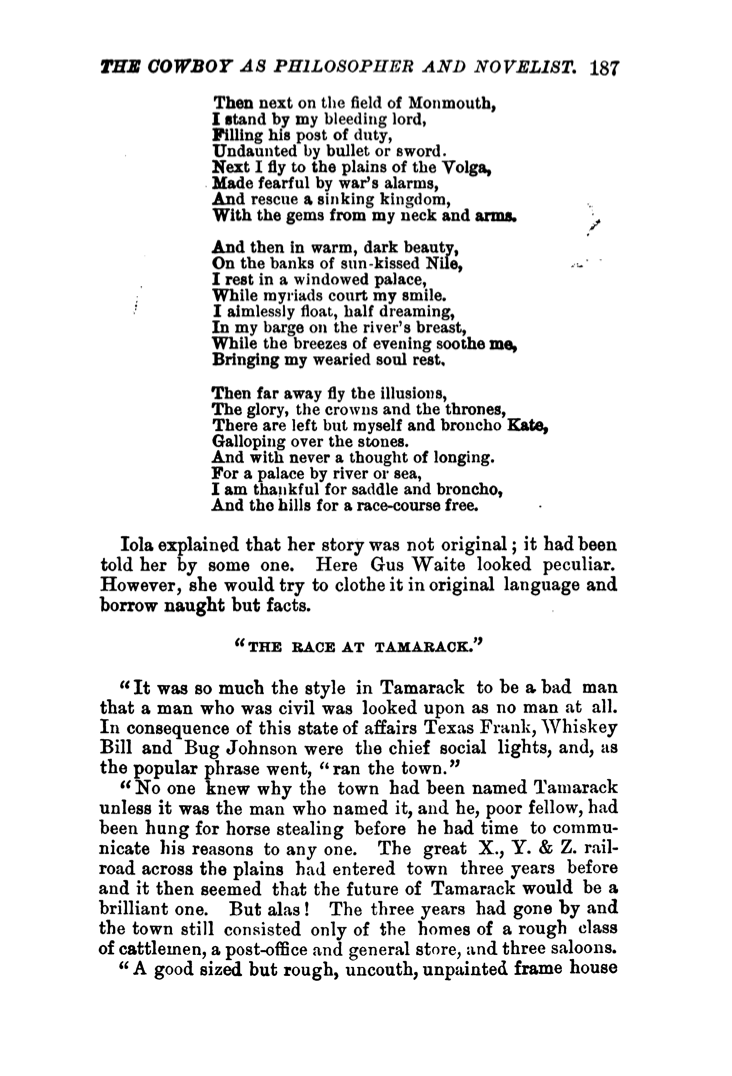 THE COWBOY AS PHILOSOPHER AND NOVELIST. 187
Then next on the field of Monmouth,
I stand by my bleeding lord,
Filling his post of duty,
Undaunted by bullet or sword.
Next I fly to the plains of the Volga,
Made fearful by war's alarms,
And rescue a sinking kingdom,
With the gems from my neck and arms.
And then in warm, dark beauty,
On the banks of sun-kissed Nile,
I rest in a windowed palace,
While myriads court my smile.
I aimlessly float, half dreaming,
In my barge on the river's breast,
While the breezes of evening soothe me,
Bringing my wearied soul rest.
Then far away fly the illusions,
The glory, the crowns and the thrones,
There are left but myself and broncho Kate,
Galloping over the stones.
And with never a thought of longing.
For a palace by river or sea,
I am thankful for saddle and broncho,
And the hills for a race-course free.
Iola explained that her story was not original; it had been
told her by some one. Here Gus Waite looked peculiar.
However, she would try to clothe it in original language and
borrow naught but facts.
"THE RACE AT TAMARACK."
"It was so much the style in Tamarack to be a bad man
that a man who was civil was looked upon as no man at all.
In consequence of this state of affairs Texas Frank, Whiskey
Bill and Bug Johnson were the chief social lights, and, as
the popular phrase went, "ran the town."
"No one knew why the town had been named Tamarack
unless it was the man who named it, and he, poor fellow, had
been hung for horse stealing before he had time to commu-
nicate his reasons to any one. The great X., Y. & Z. rail-
road across the plains had entered town three years before
and it then seemed that the future of Tamarack would be a
brilliant one. But alas! The three years had gone by and
the town still consisted only of the homes of a rough class
of cattlemen, a post-office and general store, and three saloons.
"A good sized but rough, uncouth, unpainted frame house